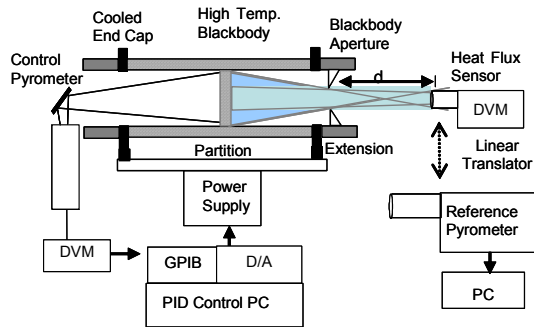 Cooled
End Cap
High Temp.
Blackbody
Blackbody
Aperture
Control
Pyrometer
d
Heat Flux
Sensor
DVM
Linear
Translator
Partition
Extension
Power
Supply
Reference
Pyrometer
DVM
GPIB
D/A
PID Control PC
PC